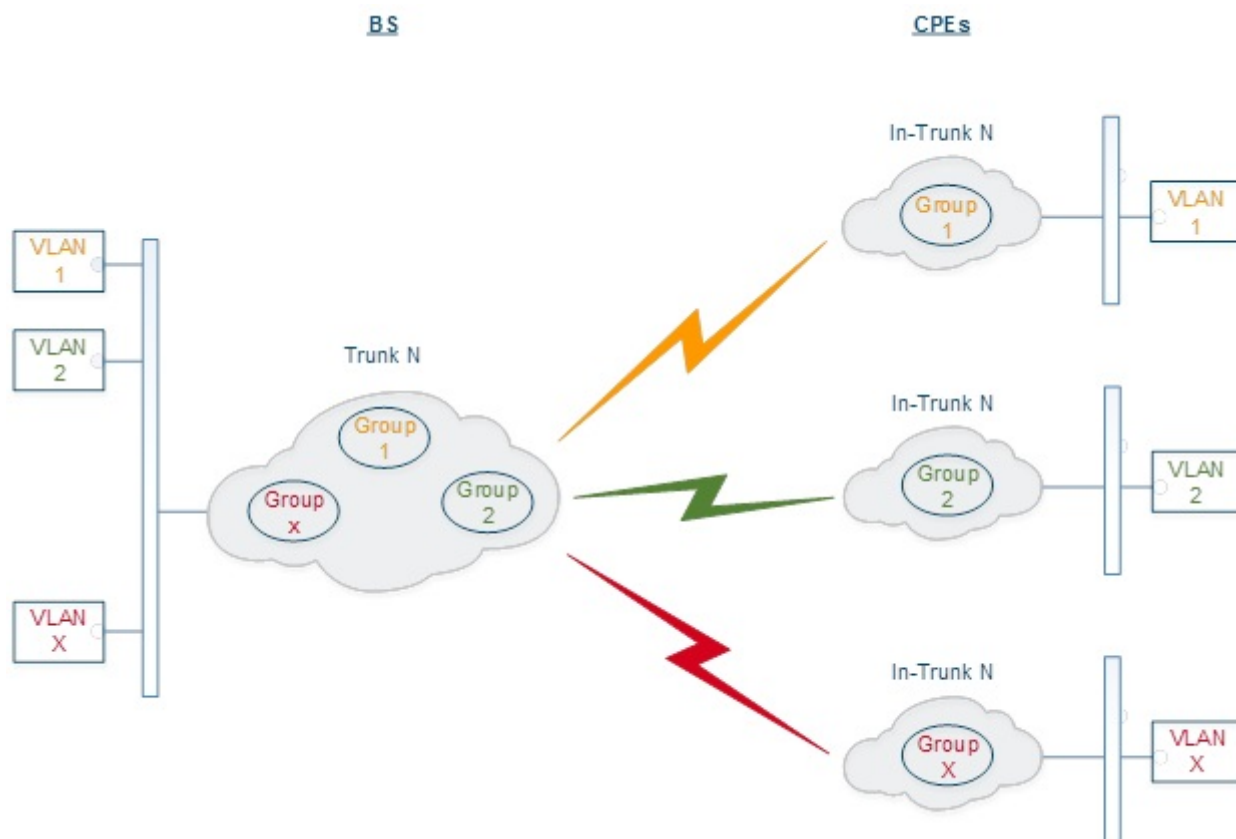 BS
CPEs
In-Trunk N
Group
1
VLAN
1
VLAN
1
VLAN
2
Trunk N
Group
1
Group
x
Group
2
In-Trunk N
Group
2
VLAN
2
VLAN
X
In-Trunk N
Group
X
VLAN
X